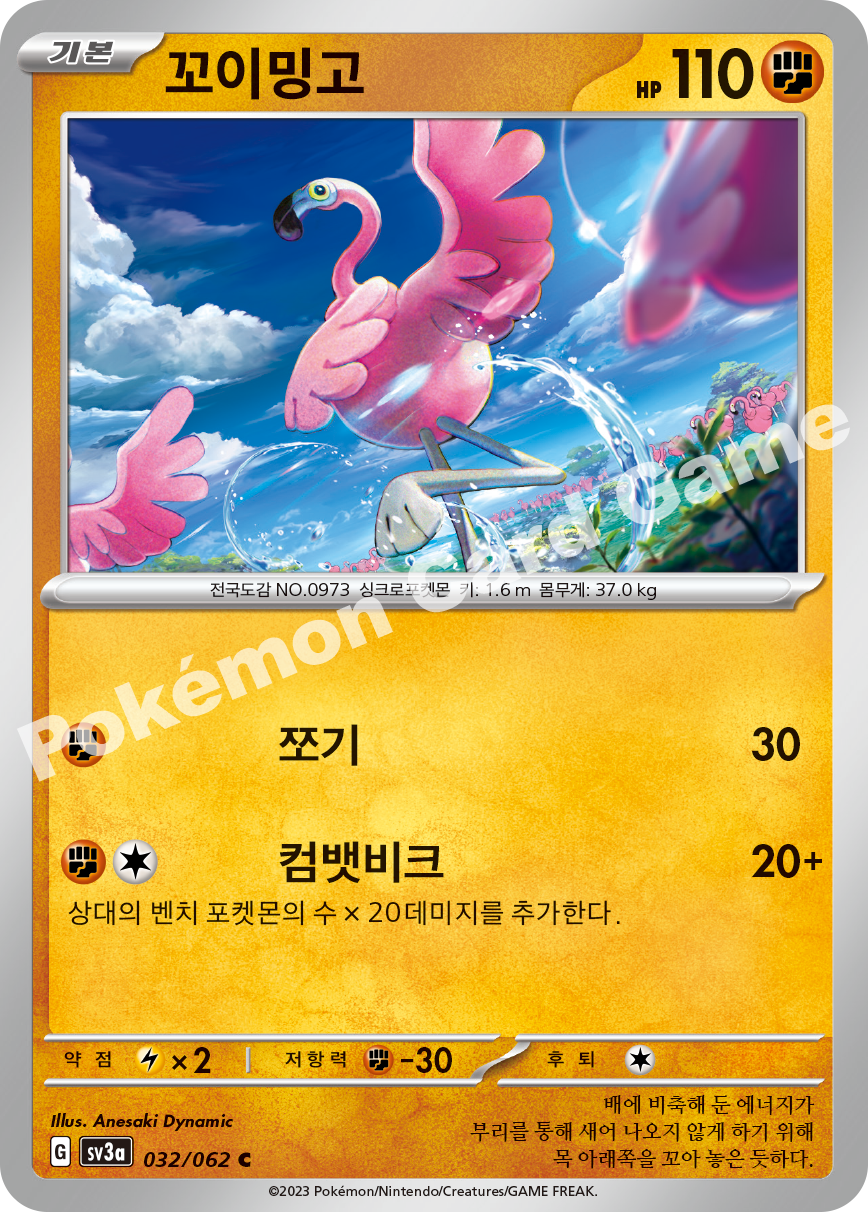 기본 꼬이밍고 HP 110
전국도감 NO.0973 싱크로포켓몬 키: 1.6 m 몸무게: 37.0 kg
Pokémon Card Game
쪼기 30
컴뱃비크 20+
상대의 벤치 포켓몬의 수 × 20데미지를 추가한다.
약점 ×2 저항력 -30 후퇴
배에 비축해 둔 에너지가
부리를 통해 새어 나오지 않게 하기 위해
목 아래쪽을 꼬아 놓은 듯하다.
Illus. Anesaki Dynamic
G sv3a 032/062 C
©2023 Pokémon/Nintendo/Creatures/GAME FREAK.